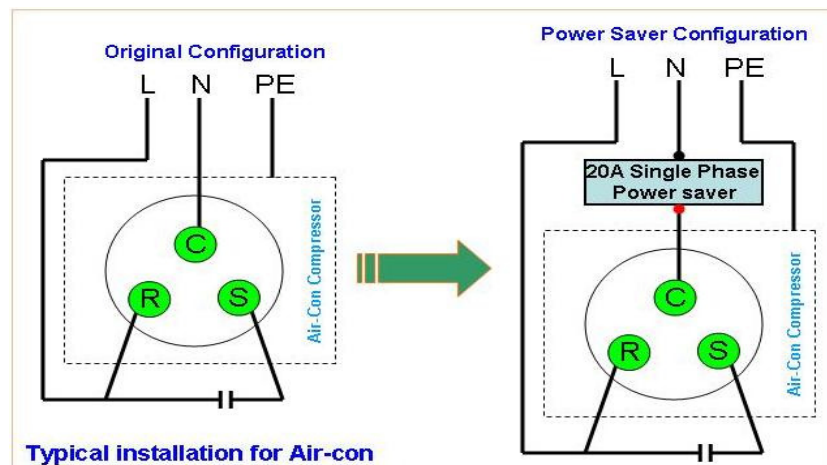 Original Configuration
L N PE
C
R S
Air-Con Compressor
Typical installation for Air-con
Power Saver Configuration
L N PE
20A Single Phase
Power saver
C
R S
Air-Con Compressor